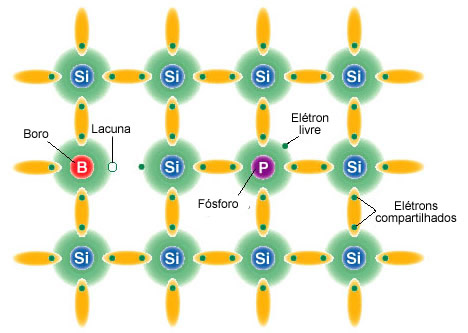 Si Si Si Si
Elétron
livre
Boro
Lacuna
B Si P Si
Fósforo
Elétrons
compartilhados
Si Si Si Si